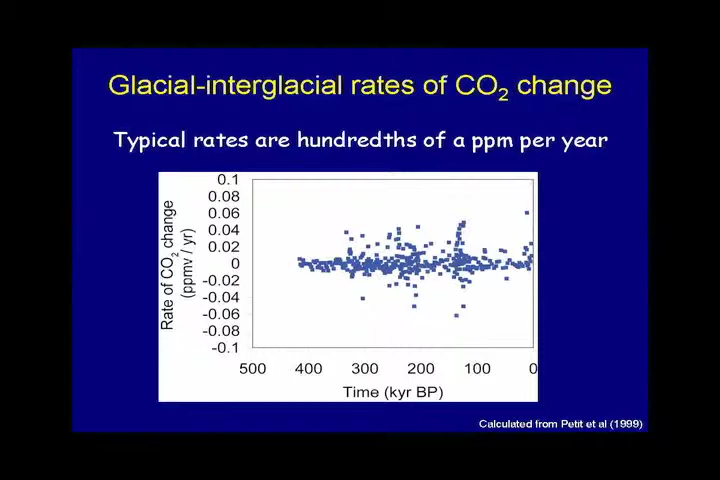 Glacial-interglacial rates of CO₂ change
Typical rates are hundredths of a ppm per year
Rate of CO₂ change
(ppmv / yr)
0.1
0.08
0.06
0.04
0.02
0
-0.02
-0.04
-0.06
-0.08
-0.1
500 400 300 200 100 0
Time (kyr BP)
Calculated from Petit et al (1999)